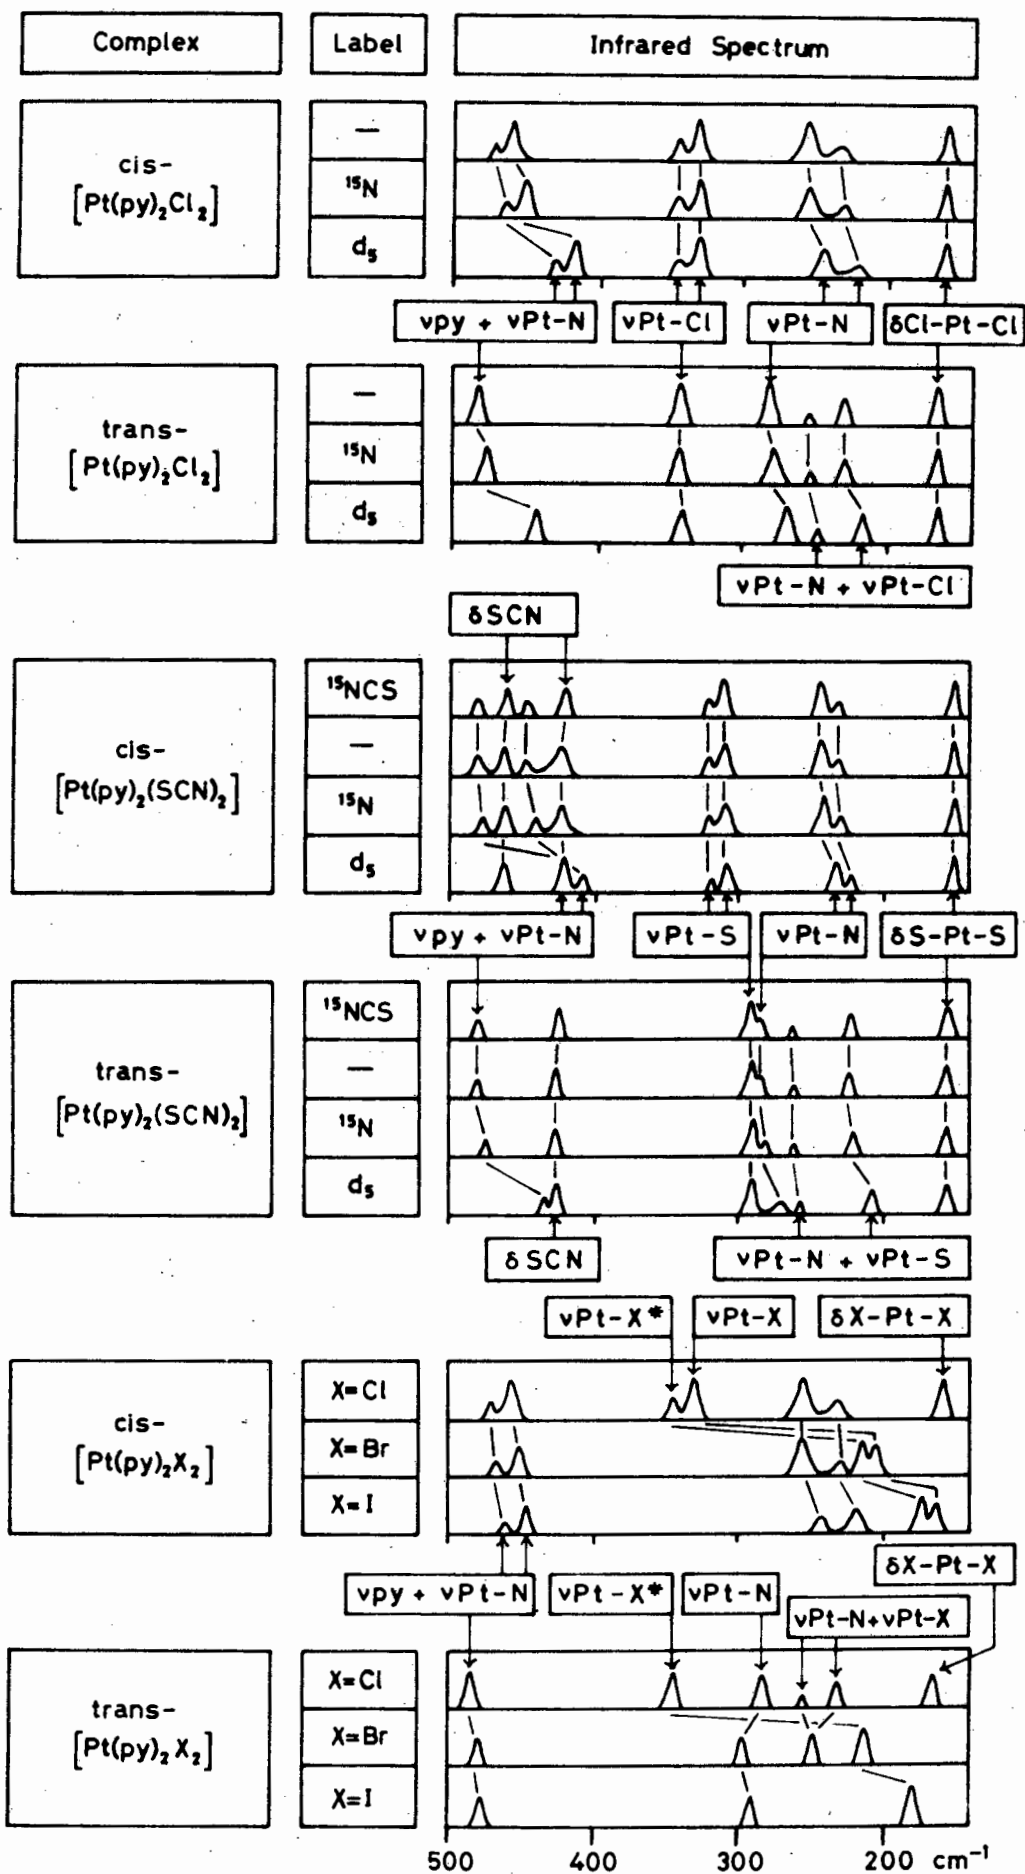 Complex Label Infrared Spectrum
cis-
[Pt(py)₂Cl₂]
—
¹⁵N
d₅
νpy + νPt-N νPt-Cl νPt-N δCl-Pt-Cl
trans-
[Pt(py)₂Cl₂]
—
¹⁵N
d₅
νPt-N + νPt-Cl
δSCN
cis-
[Pt(py)₂(SCN)₂]
¹⁵NCS
—
¹⁵N
d₅
νpy + νPt-N νPt-S νPt-N δS-Pt-S
trans-
[Pt(py)₂(SCN)₂]
¹⁵NCS
—
¹⁵N
d₅
δSCN νPt-N + νPt-S
νPt-X* νPt-X δX-Pt-X
cis-
[Pt(py)₂X₂]
X=Cl
X=Br
X=I
δX-Pt-X
νpy + νPt-N νPt-X* νPt-N
νPt-N+νPt-X
trans-
[Pt(py)₂X₂]
X=Cl
X=Br
X=I
500 400 300 200 cm⁻¹